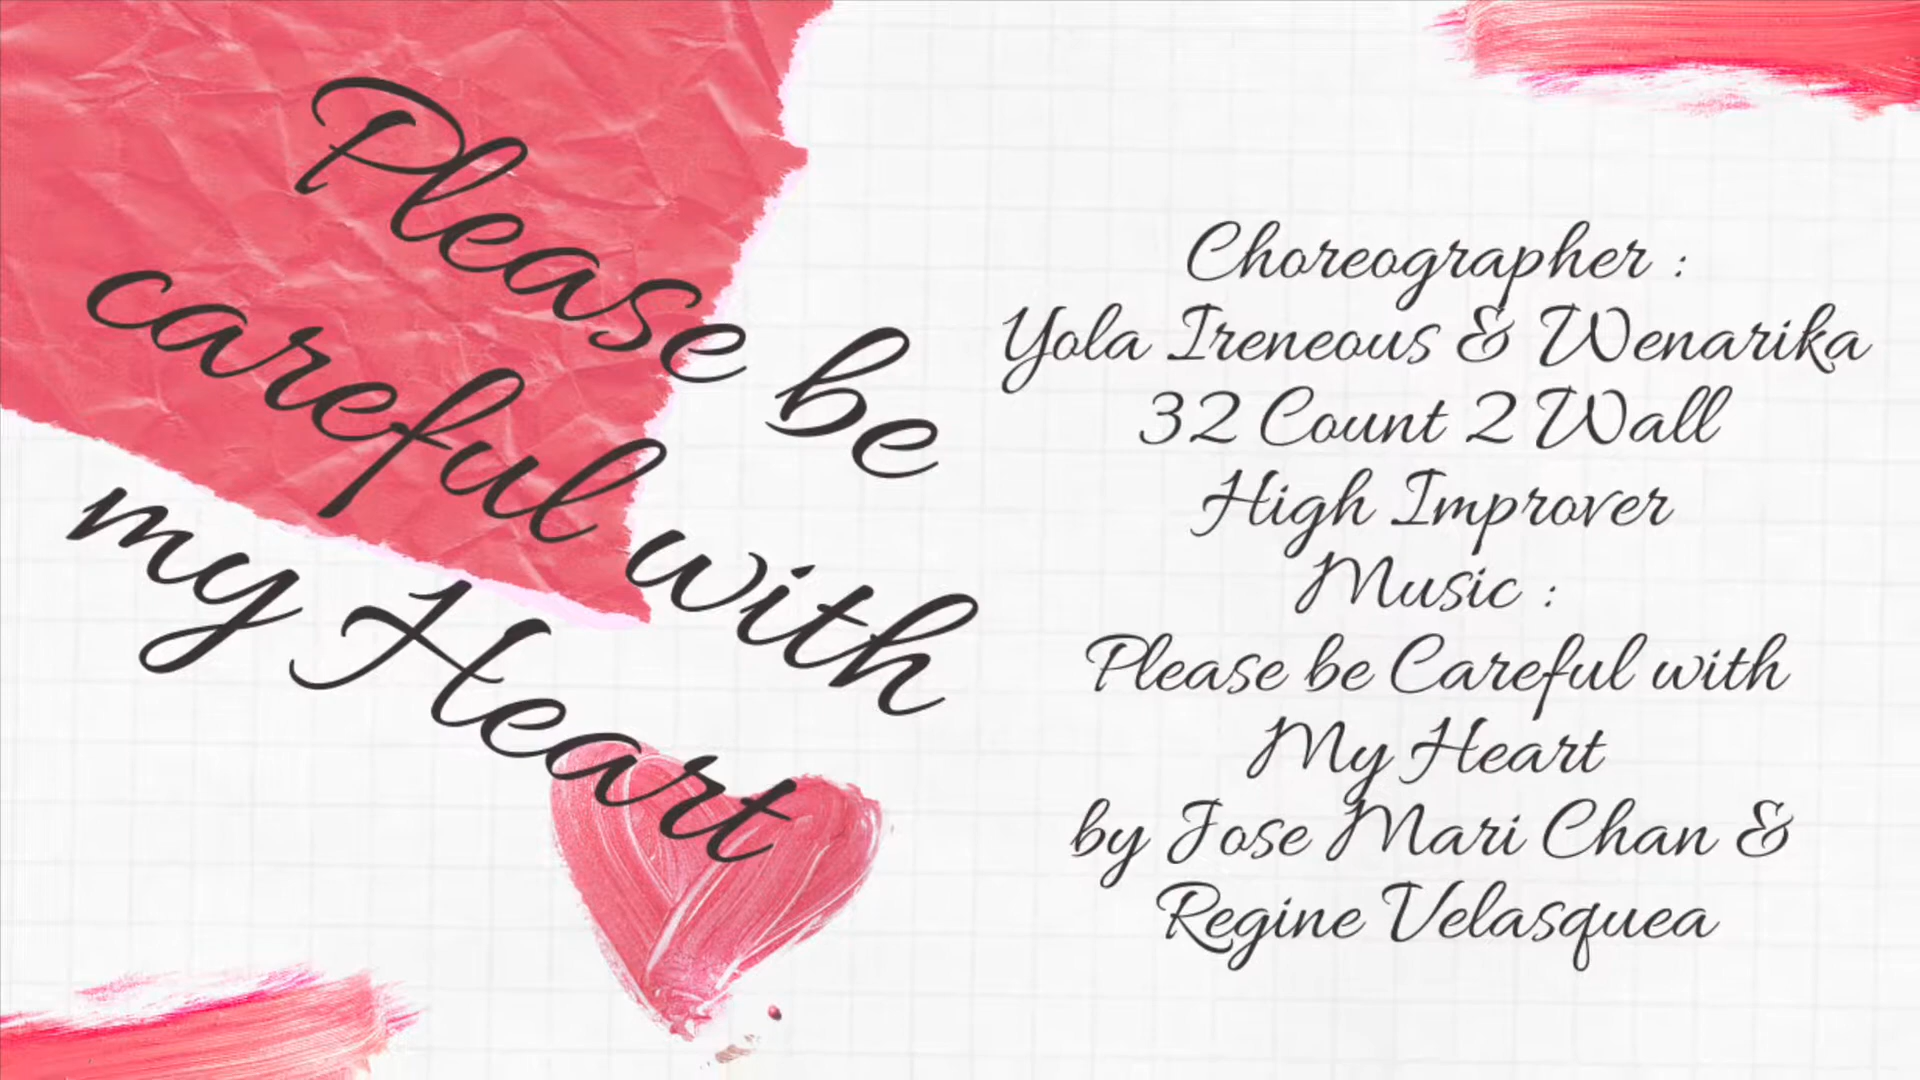 Please be
careful with
my Heart
Choreographer :
Yola Ireneous & Wenarika
32 Count 2 Wall
High Improver
Music :
Please be Careful with
My Heart
by Jose Mari Chan &
Regine Velasquea